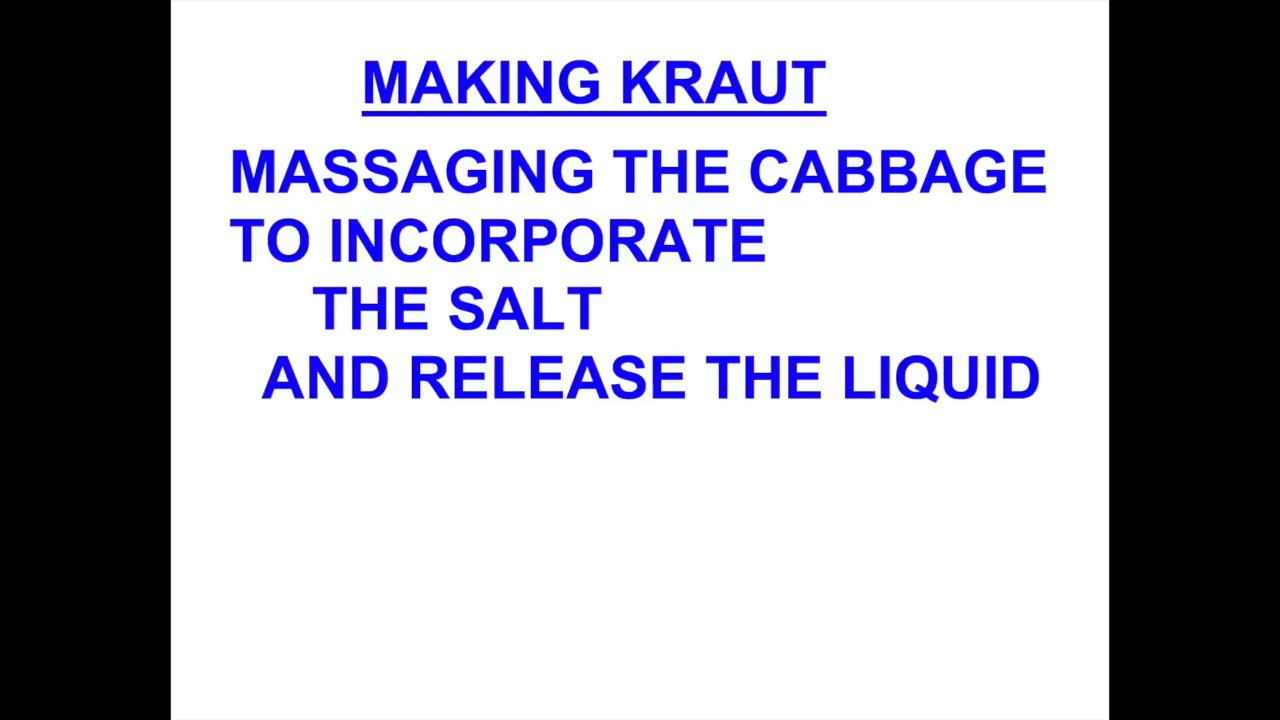 MAKING KRAUT
MASSAGING THE CABBAGE
TO INCORPORATE
THE SALT
AND RELEASE THE LIQUID